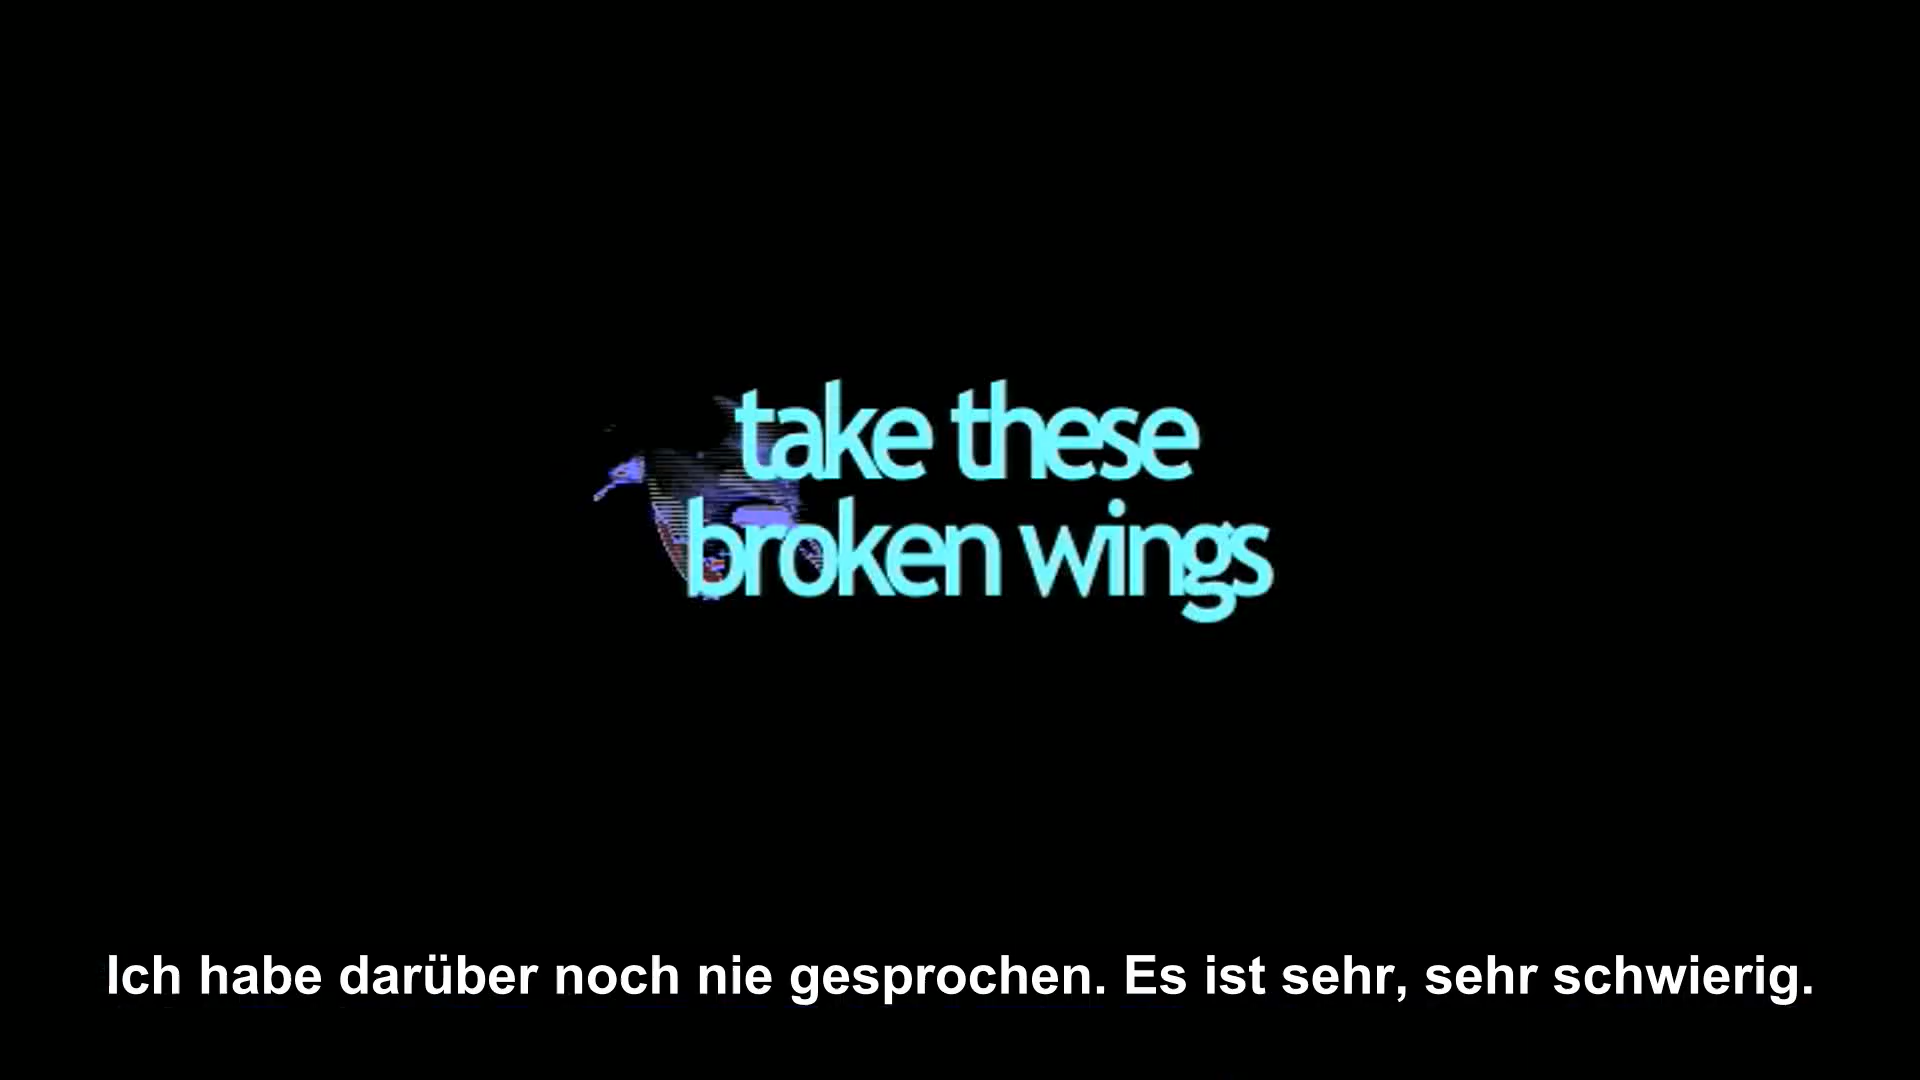 take these
broken wings
Ich habe darüber noch nie gesprochen. Es ist sehr, sehr schwierig.